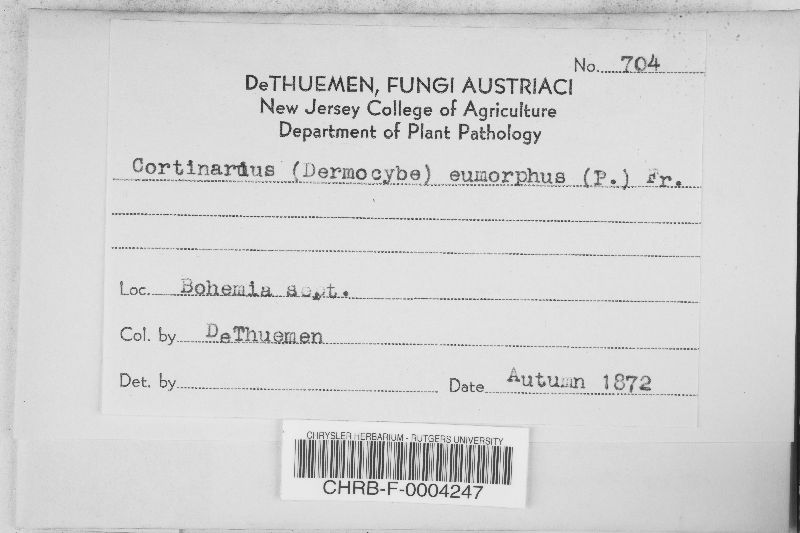 No. 704
DeTHUEMEN, FUNGI AUSTRIACI
New Jersey College of Agriculture
Department of Plant Pathology
Cortinarius (Dermocybe) eumorphus (P.) Fr.
Loc. Bohemia sept.
Col. by DeThuemen
Det. by
Date Autumn 1872
CHRYSLER HERBARIUM - RUTGERS UNIVERSITY
CHRB-F-0004247